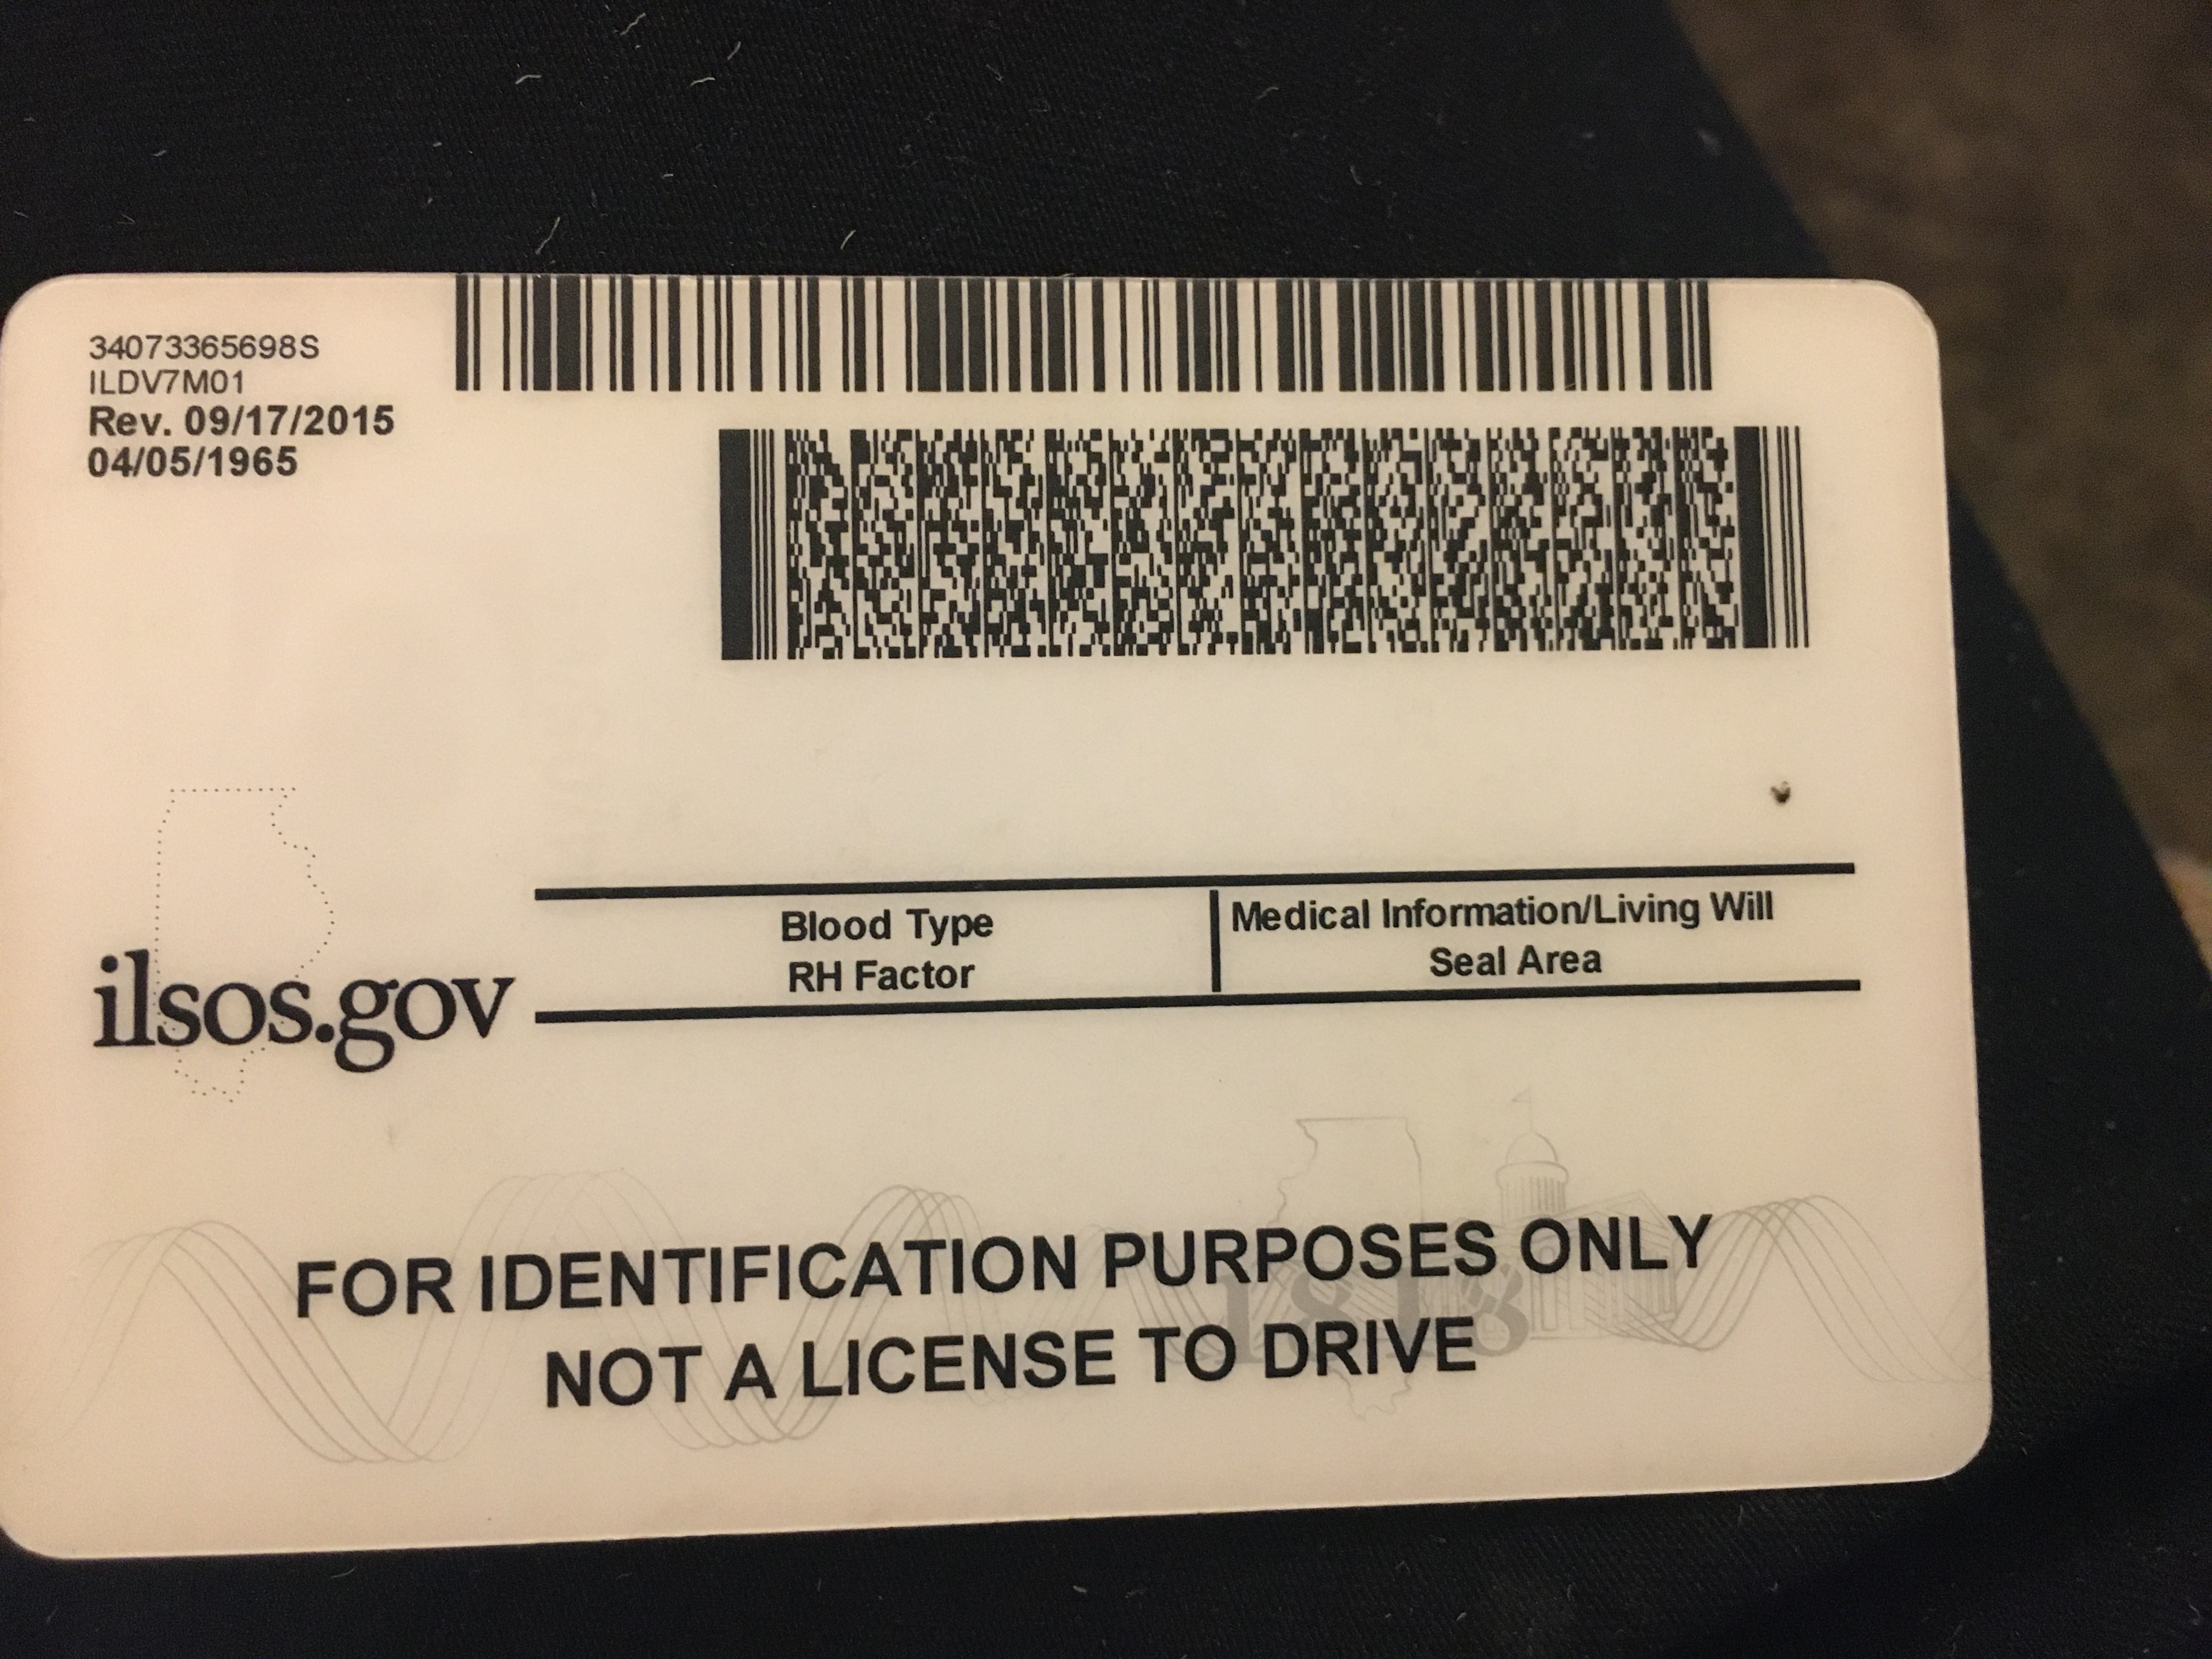 34073365698S
ILDV7M01
Rev. 09/17/2015
04/05/1965
Blood Type
RH Factor
Medical Information/Living Will
Seal Area
ilsos.gov
1818
FOR IDENTIFICATION PURPOSES ONLY
NOT A LICENSE TO DRIVE